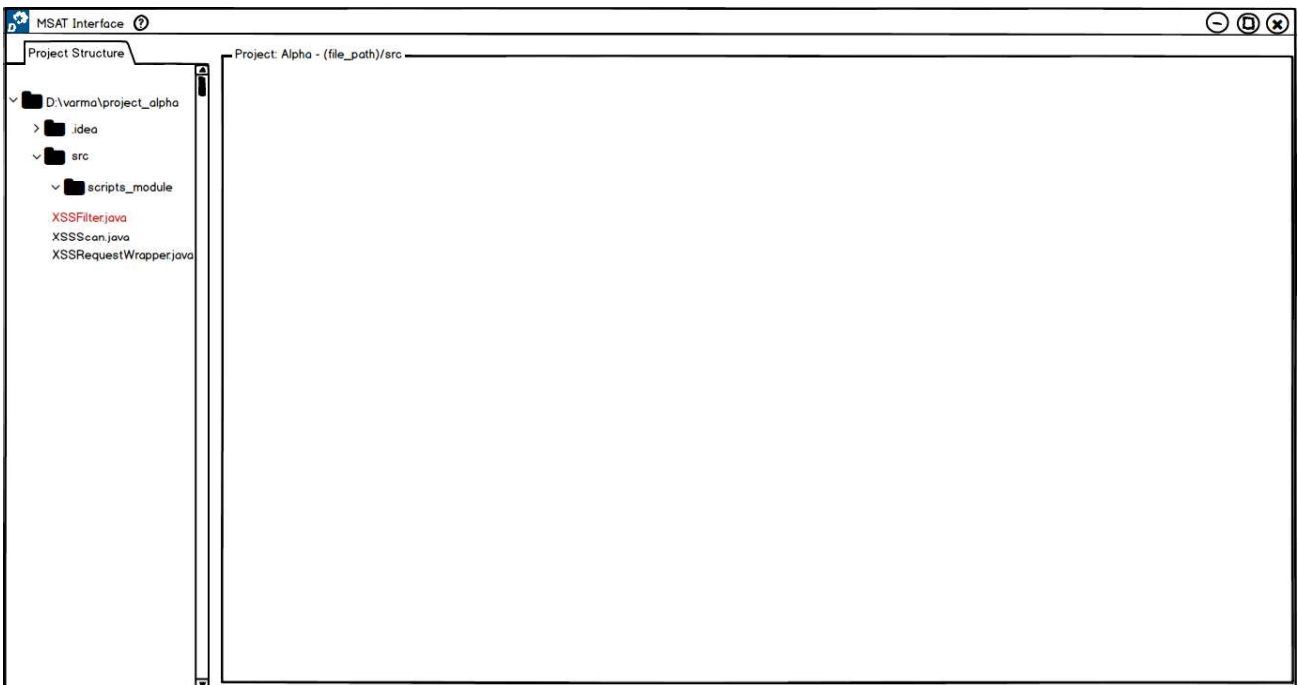 MSAT Interface ?
Project Structure
Project: Alpha - (file_path)/src
D:\varma\project_alpha
.idea
src
scripts_module
XSSFilter.java
XSSScan.java
XSSRequestWrapper.java